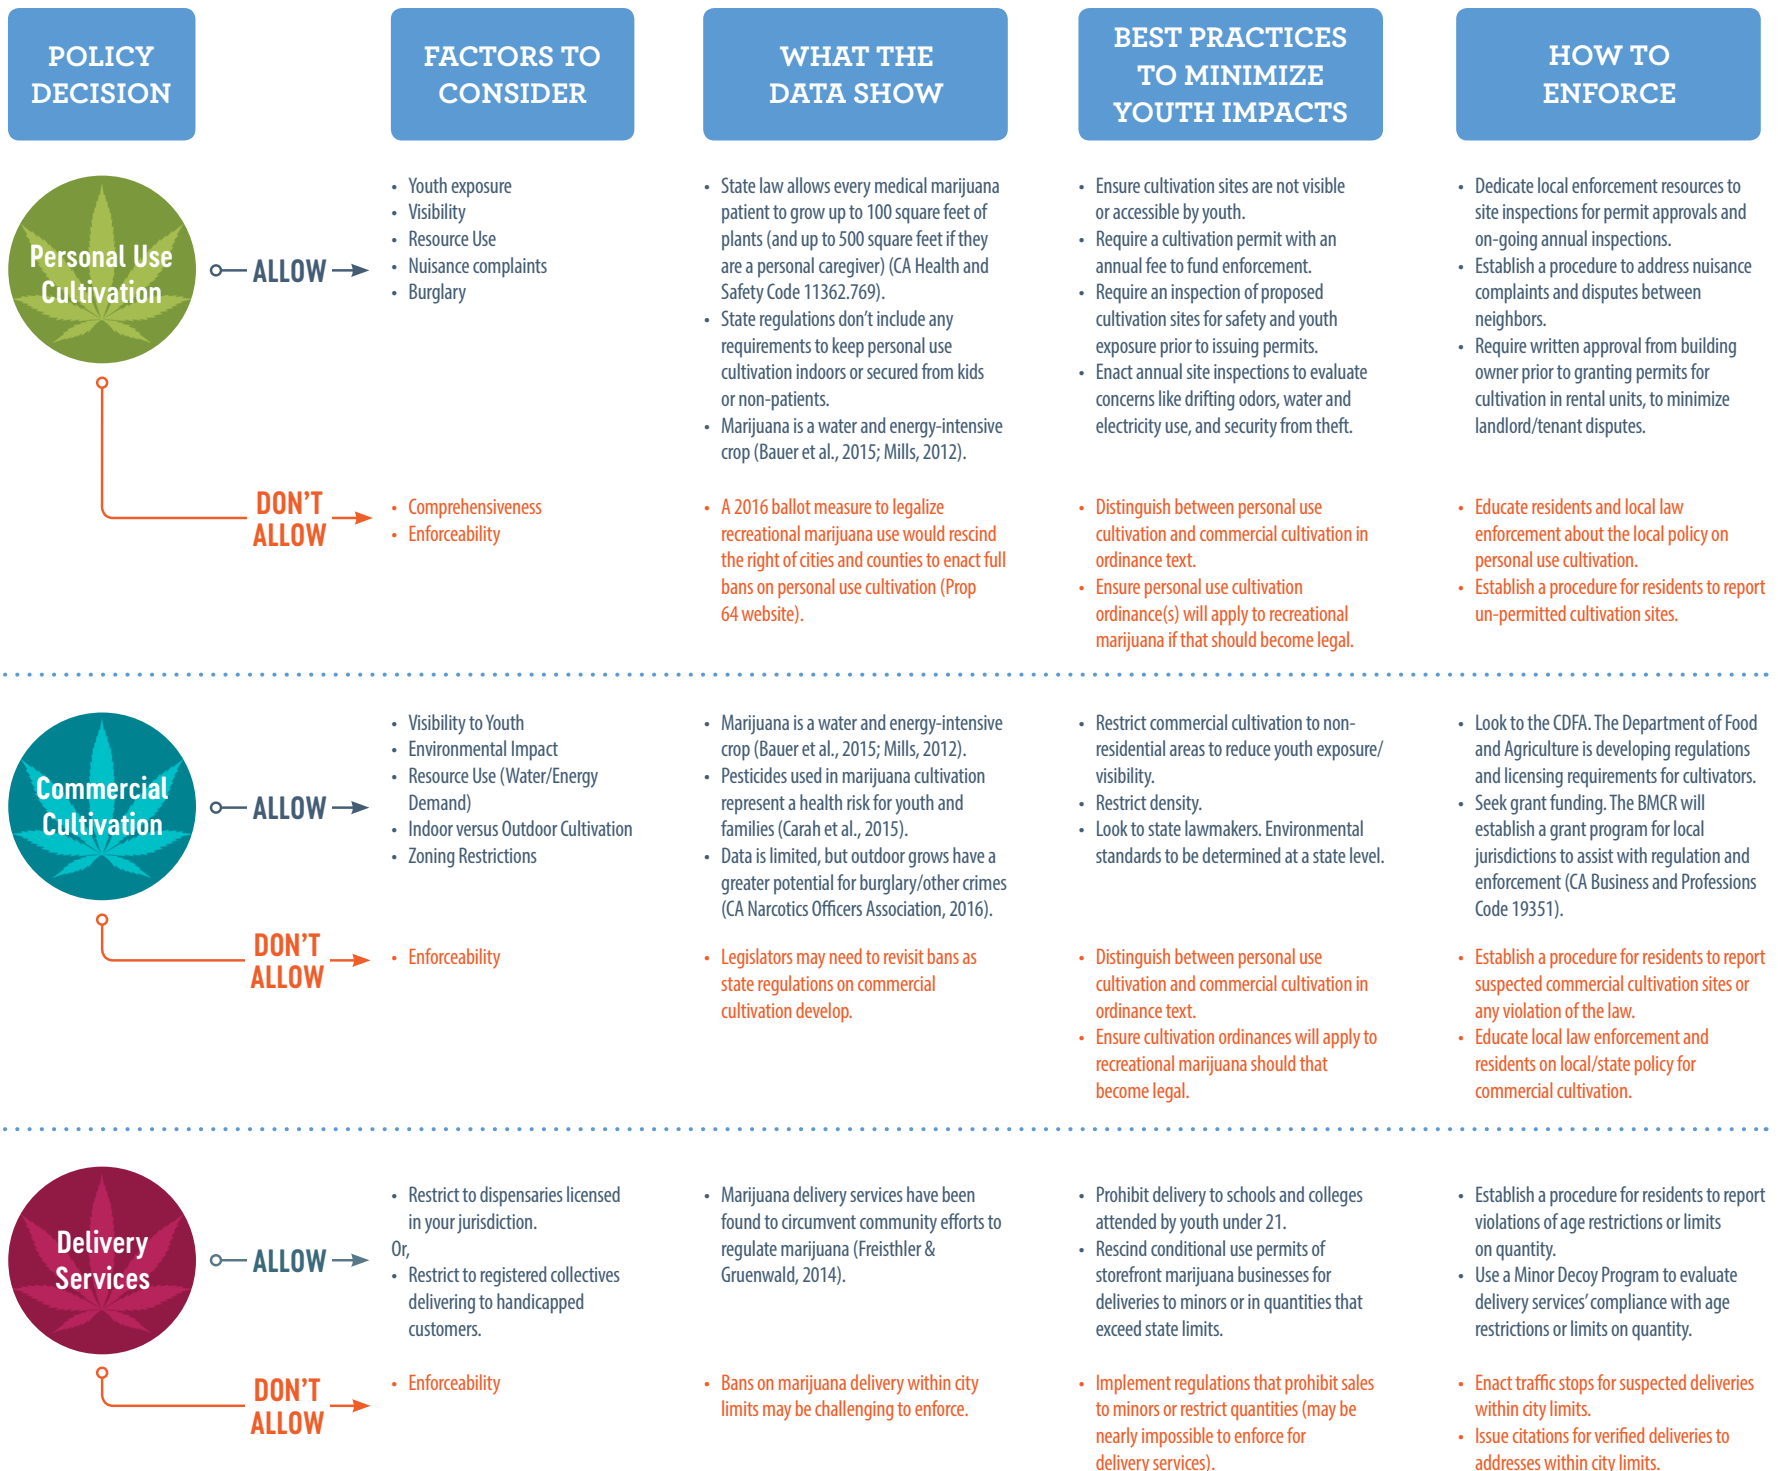 POLICY
DECISION
FACTORS TO
CONSIDER
WHAT THE
DATA SHOW
BEST PRACTICES
TO MINIMIZE
YOUTH IMPACTS
HOW TO
ENFORCE
Personal Use
Cultivation
ALLOW
• Youth exposure
• Visibility
• Resource Use
• Nuisance complaints
• Burglary
• State law allows every medical marijuana
patient to grow up to 100 square feet of
plants (and up to 500 square feet if they
are a personal caregiver) (CA Health and
Safety Code 11362.769).
• State regulations don't include any
requirements to keep personal use
cultivation indoors or secured from kids
or non-patients.
• Marijuana is a water and energy-intensive
crop (Bauer et al., 2015; Mills, 2012).
• Ensure cultivation sites are not visible
or accessible by youth.
• Require a cultivation permit with an
annual fee to fund enforcement.
• Require an inspection of proposed
cultivation sites for safety and youth
exposure prior to issuing permits.
• Enact annual site inspections to evaluate
concerns like drifting odors, water and
electricity use, and security from theft.
• Dedicate local enforcement resources to
site inspections for permit approvals and
on-going annual inspections.
• Establish a procedure to address nuisance
complaints and disputes between
neighbors.
• Require written approval from building
owner prior to granting permits for
cultivation in rental units, to minimize
landlord/tenant disputes.
DON'T
ALLOW
• Comprehensiveness
• Enforceability
• A 2016 ballot measure to legalize
recreational marijuana use would rescind
the right of cities and counties to enact full
bans on personal use cultivation (Prop
64 website).
• Distinguish between personal use
cultivation and commercial cultivation in
ordinance text.
• Ensure personal use cultivation
ordinance(s) will apply to recreational
marijuana if that should become legal.
• Educate residents and local law
enforcement about the local policy on
personal use cultivation.
• Establish a procedure for residents to report
un-permitted cultivation sites.
Commercial
Cultivation
ALLOW
• Visibility to Youth
• Environmental Impact
• Resource Use (Water/Energy
Demand)
• Indoor versus Outdoor Cultivation
• Zoning Restrictions
• Marijuana is a water and energy-intensive
crop (Bauer et al., 2015; Mills, 2012).
• Pesticides used in marijuana cultivation
represent a health risk for youth and
families (Carah et al., 2015).
• Data is limited, but outdoor grows have a
greater potential for burglary/other crimes
(CA Narcotics Officers Association, 2016).
• Restrict commercial cultivation to non-
residential areas to reduce youth exposure/
visibility.
• Restrict density.
• Look to state lawmakers. Environmental
standards to be determined at a state level.
• Look to the CDFA. The Department of Food
and Agriculture is developing regulations
and licensing requirements for cultivators.
• Seek grant funding. The BMCR will
establish a grant program for local
jurisdictions to assist with regulation and
enforcement (CA Business and Professions
Code 19351).
DON'T
ALLOW
• Enforceability
• Legislators may need to revisit bans as
state regulations on commercial
cultivation develop.
• Distinguish between personal use
cultivation and commercial cultivation in
ordinance text.
• Ensure cultivation ordinances will apply to
recreational marijuana should that
become legal.
• Establish a procedure for residents to report
suspected commercial cultivation sites or
any violation of the law.
• Educate local law enforcement and
residents on local/state policy for
commercial cultivation.
Delivery
Services
ALLOW
• Restrict to dispensaries licensed
in your jurisdiction.
Or,
• Restrict to registered collectives
delivering to handicapped
customers.
• Marijuana delivery services have been
found to circumvent community efforts to
regulate marijuana (Freisthler &
Gruenwald, 2014).
• Prohibit delivery to schools and colleges
attended by youth under 21.
• Rescind conditional use permits of
storefront marijuana businesses for
deliveries to minors or in quantities that
exceed state limits.
• Establish a procedure for residents to report
violations of age restrictions or limits
on quantity.
• Use a Minor Decoy Program to evaluate
delivery services' compliance with age
restrictions or limits on quantity.
DON'T
ALLOW
• Enforceability
• Bans on marijuana delivery within city
limits may be challenging to enforce.
• Implement regulations that prohibit sales
to minors or restrict quantities (may be
nearly impossible to enforce for
delivery services).
• Enact traffic stops for suspected deliveries
within city limits.
• Issue citations for verified deliveries to
addresses within city limits.